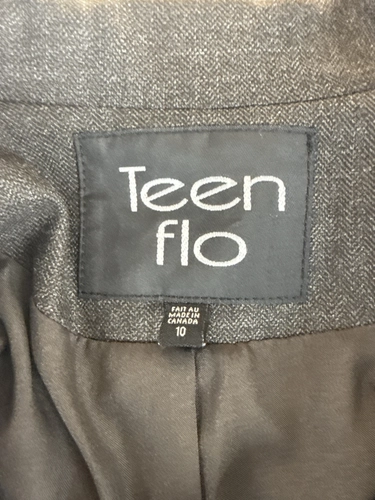 Teen
flo
FAIT AU
MADE IN
CANADA
10